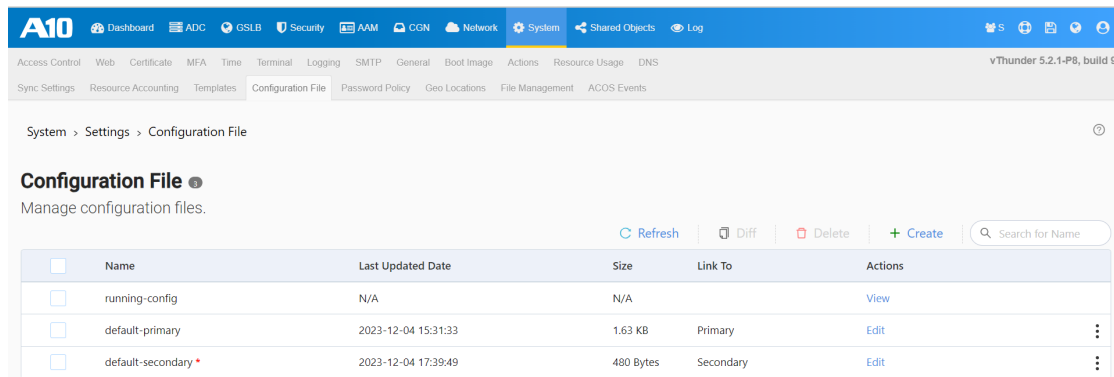 A10 Dashboard ADC GSLB Security AAM CGN Network System Shared Objects Log S
Access Control Web Certificate MFA Time Terminal Logging SMTP General Boot Image Actions Resource Usage DNS vThunder 5.2.1-P8, build 9
Sync Settings Resource Accounting Templates Configuration File Password Policy Geo Locations File Management ACOS Events
System > Settings > Configuration File
Configuration File 3
Manage configuration files.
Refresh Diff Delete + Create Search for Name
Name Last Updated Date Size Link To Actions
running-config N/A N/A View
default-primary 2023-12-04 15:31:33 1.63 KB Primary Edit
default-secondary * 2023-12-04 17:39:49 480 Bytes Secondary Edit